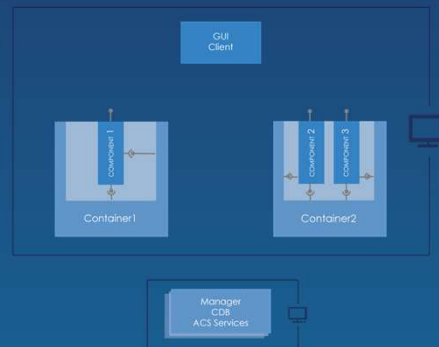 GUI
Client
COMPONENT 1
COMPONENT 2
COMPONENT 3
Container1
Container2
Manager
CDB
ACS Services